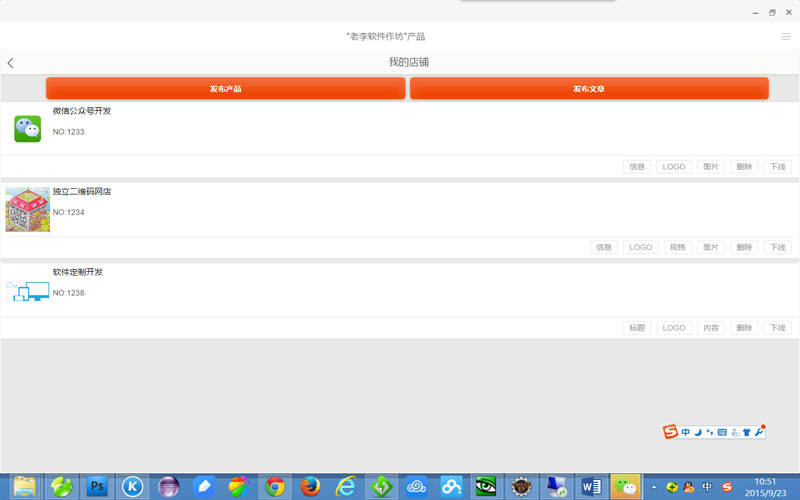 "老李软件作坊"产品
我的店铺
发布产品 发布文章
微信公众号开发
NO:1233
信息 LOGO 图片 删除 下线
独立二维码网店
NO:1234
信息 LOGO 规格 图片 删除 下线
软件定制开发
NO:1238
标题 LOGO 内容 删除 下线
中
中
10:51
2015/9/23